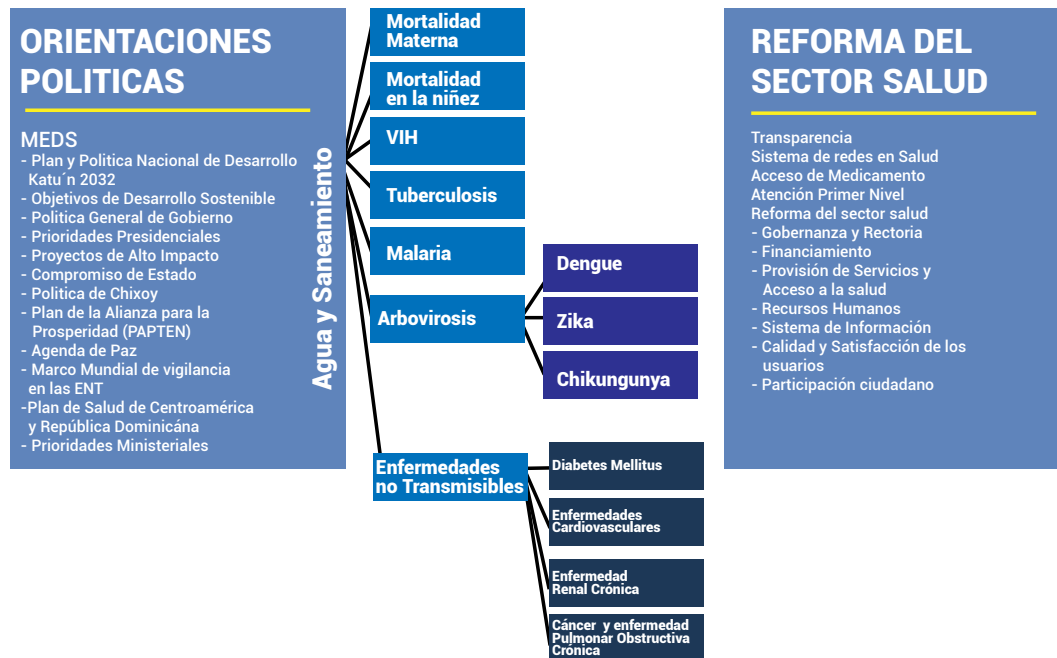 ORIENTACIONES
POLITICAS
MEDS
- Plan y Politica Nacional de Desarrollo
Katu´n 2032
- Objetivos de Desarrollo Sostenible
- Politica General de Gobierno
- Prioridades Presidenciales
- Proyectos de Alto Impacto
- Compromiso de Estado
- Politica de Chixoy
- Plan de la Alianza para la
Prosperidad (PAPTEN)
- Agenda de Paz
- Marco Mundial de vigilancia
en las ENT
-Plan de Salud de Centroamérica
y República Dominicána
- Prioridades Ministeriales
Agua y Saneamiento
Mortalidad
Materna
Mortalidad
en la niñez
VIH
Tuberculosis
Malaria
Arbovirosis
Dengue
Zika
Chikungunya
Enfermedades
no Transmisibles
Diabetes Mellitus
Enfermedades
Cardiovasculares
Enfermedad
Renal Crónica
Cáncer y enfermedad
Pulmonar Obstructiva
Crónica
REFORMA DEL
SECTOR SALUD
Transparencia
Sistema de redes en Salud
Acceso de Medicamento
Atención Primer Nivel
Reforma del sector salud
- Gobernanza y Rectoria
- Financiamiento
- Provisión de Servicios y
Acceso a la salud
- Recursos Humanos
- Sistema de Información
- Calidad y Satisfacción de los
usuarios
- Participación ciudadano